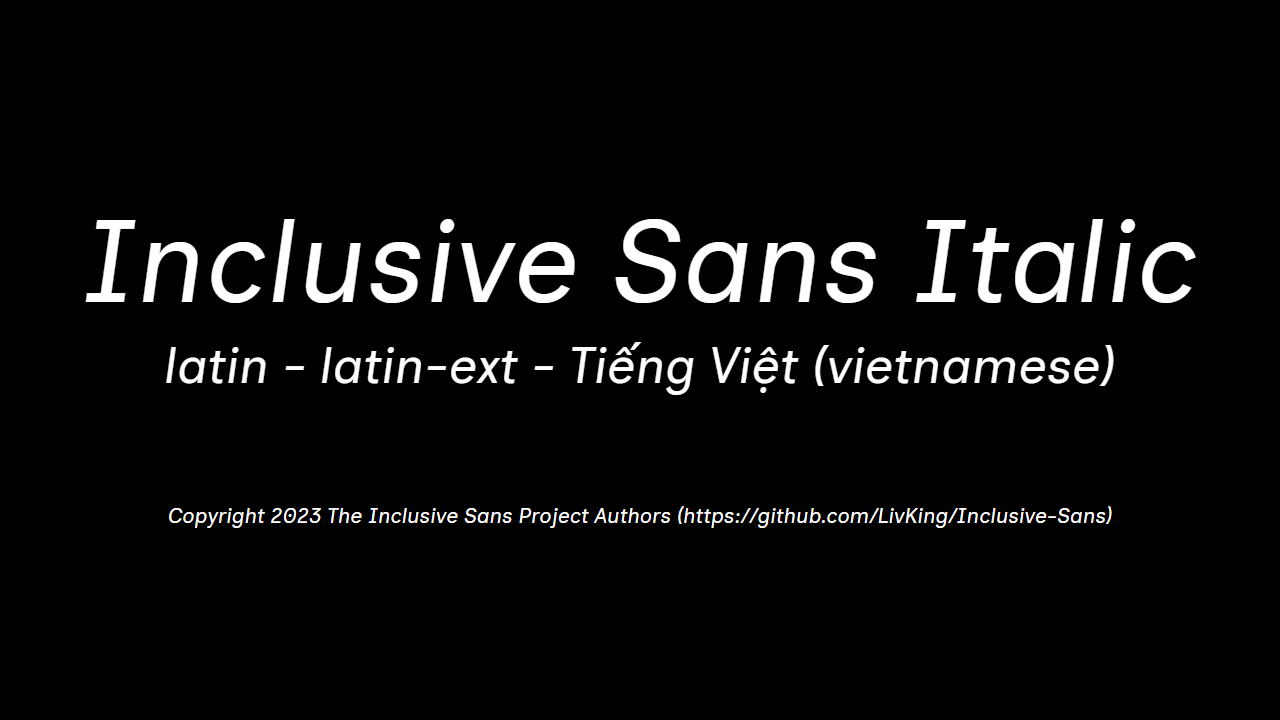 Inclusive Sans Italic
latin - latin-ext - Tiếng Việt (vietnamese)
Copyright 2023 The Inclusive Sans Project Authors (https://github.com/LivKing/Inclusive-Sans)